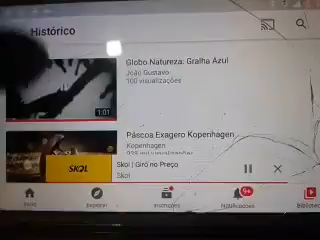 Histórico
Globo Natureza: Gralha Azul
João Gustavo
100 visualizações
1:01
Páscoa Exagero Kopenhagen
Kopenhagen
SKOL
Skol | Giro no Preço
Skol
Início
Explorar
Inscrições
9+
Notificações
Biblioteca